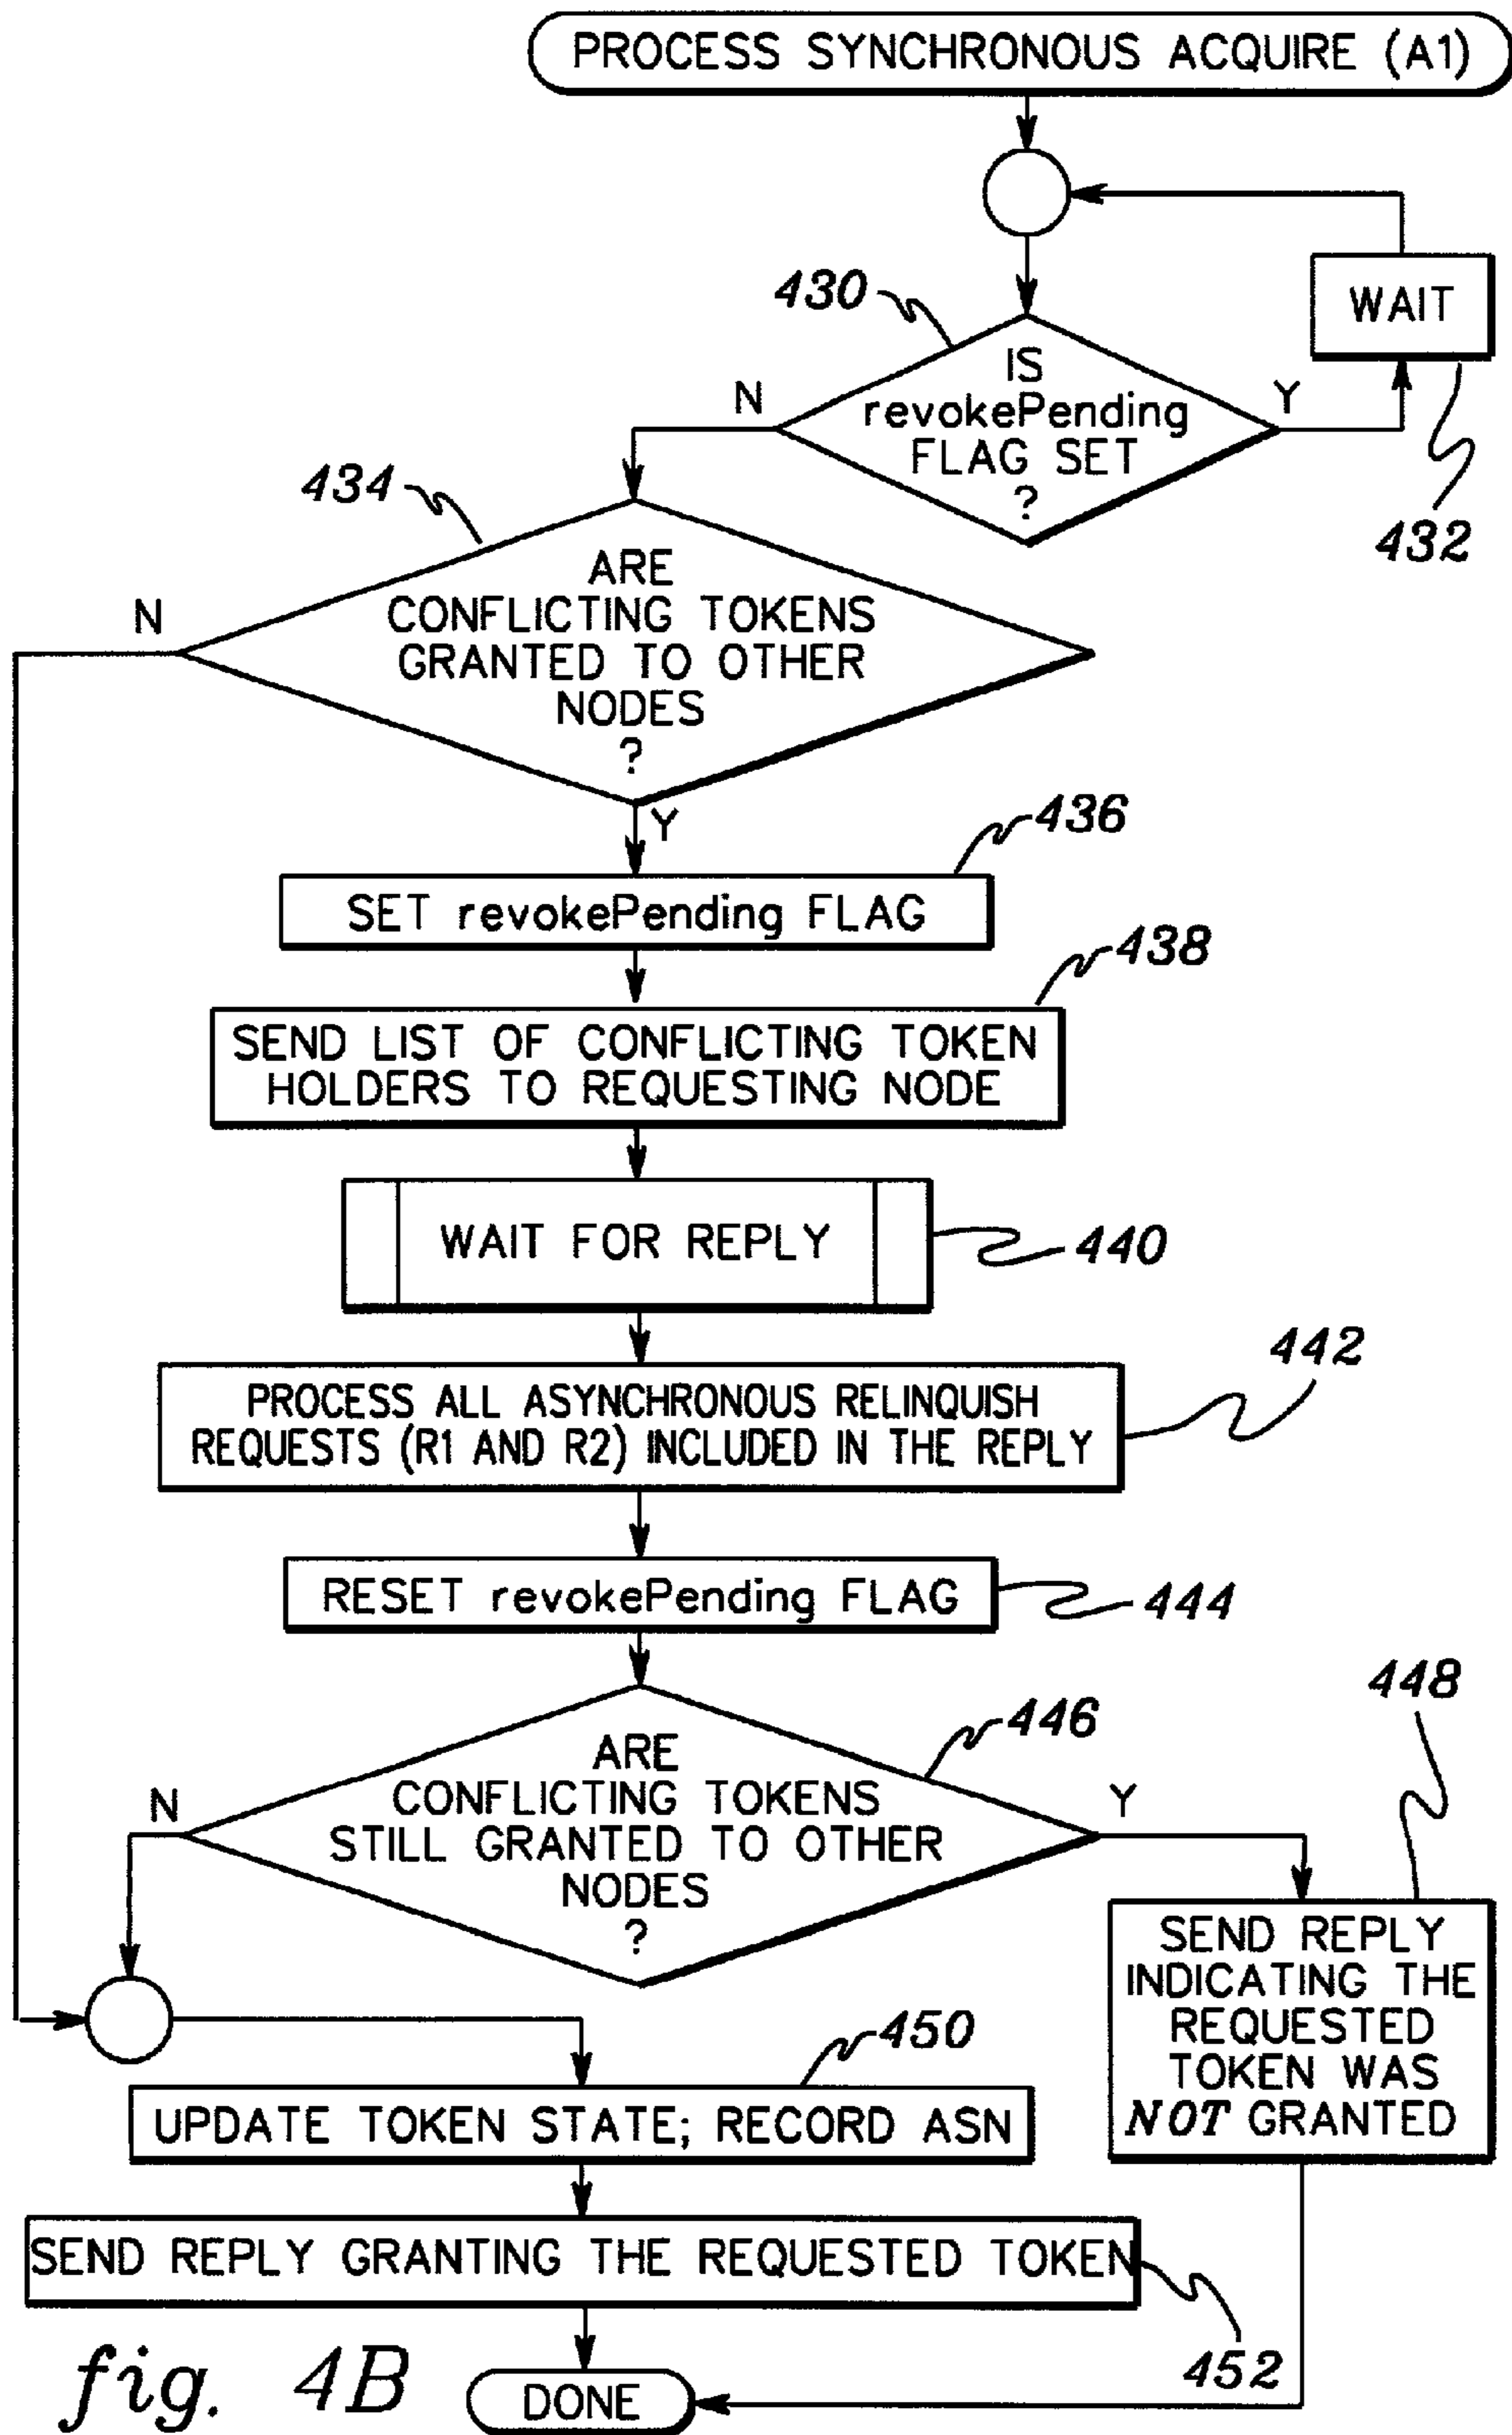 PROCESS SYNCHRONOUS ACQUIRE (A1)
430
WAIT
IS
revokePending
FLAG SET
?
N
Y
432
434
ARE
CONFLICTING TOKENS
GRANTED TO OTHER
NODES
?
N
Y
436
SET revokePending FLAG
438
SEND LIST OF CONFLICTING TOKEN
HOLDERS TO REQUESTING NODE
WAIT FOR REPLY
440
442
PROCESS ALL ASYNCHRONOUS RELINQUISH
REQUESTS (R1 AND R2) INCLUDED IN THE REPLY
RESET revokePending FLAG
444
446
448
ARE
CONFLICTING TOKENS
STILL GRANTED TO OTHER
NODES
?
N
Y
SEND REPLY
INDICATING THE
REQUESTED
TOKEN WAS
NOT GRANTED
450
UPDATE TOKEN STATE; RECORD ASN
SEND REPLY GRANTING THE REQUESTED TOKEN
452
DONE
fig. 4B